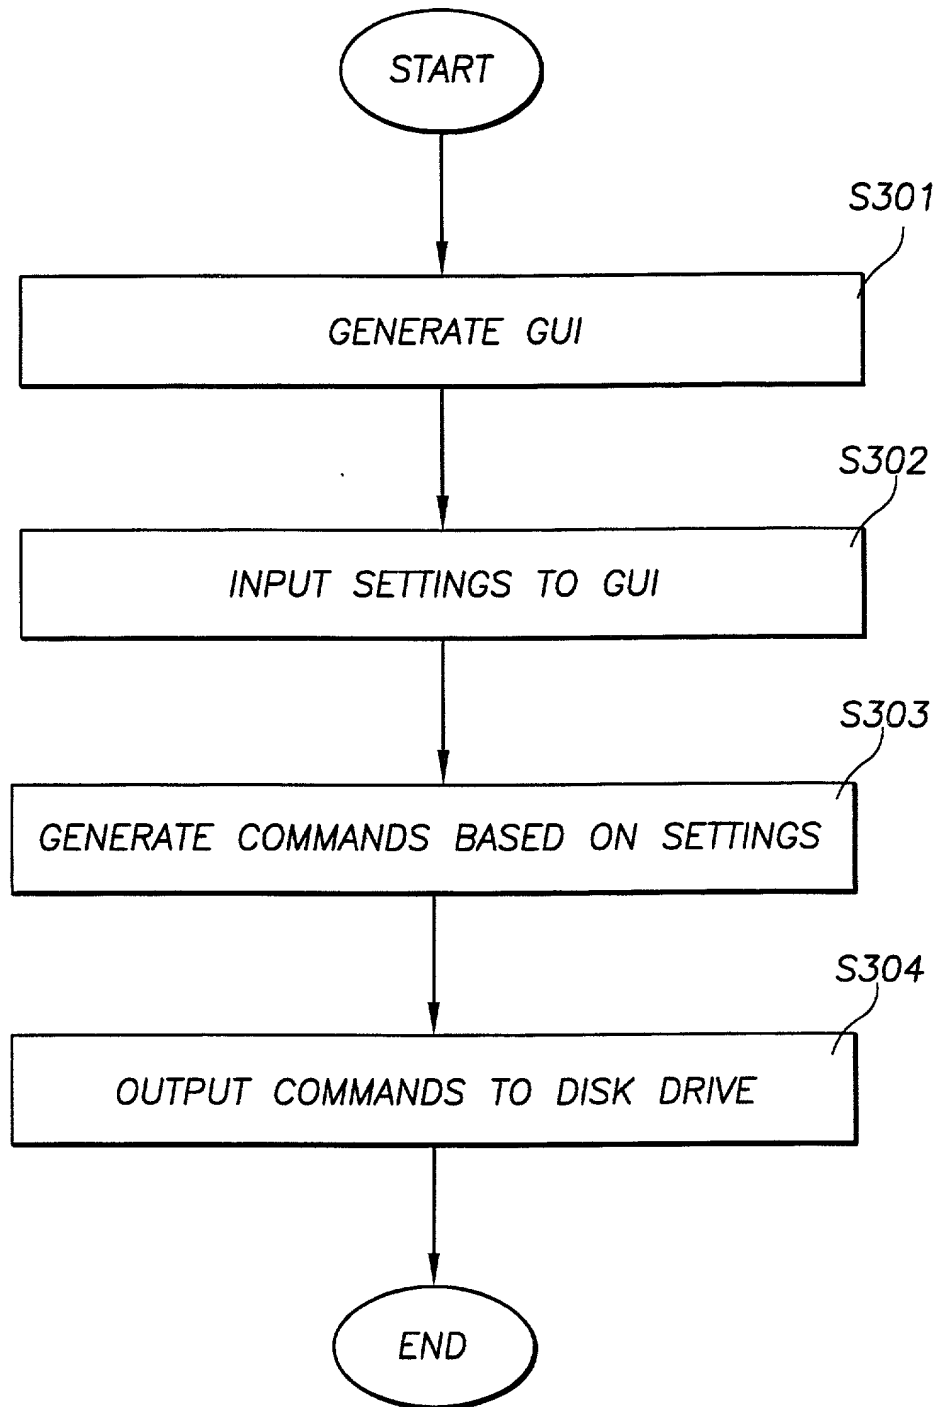 START
S301
GENERATE GUI
S302
INPUT SETTINGS TO GUI
S303
GENERATE COMMANDS BASED ON SETTINGS
S304
OUTPUT COMMANDS TO DISK DRIVE
END